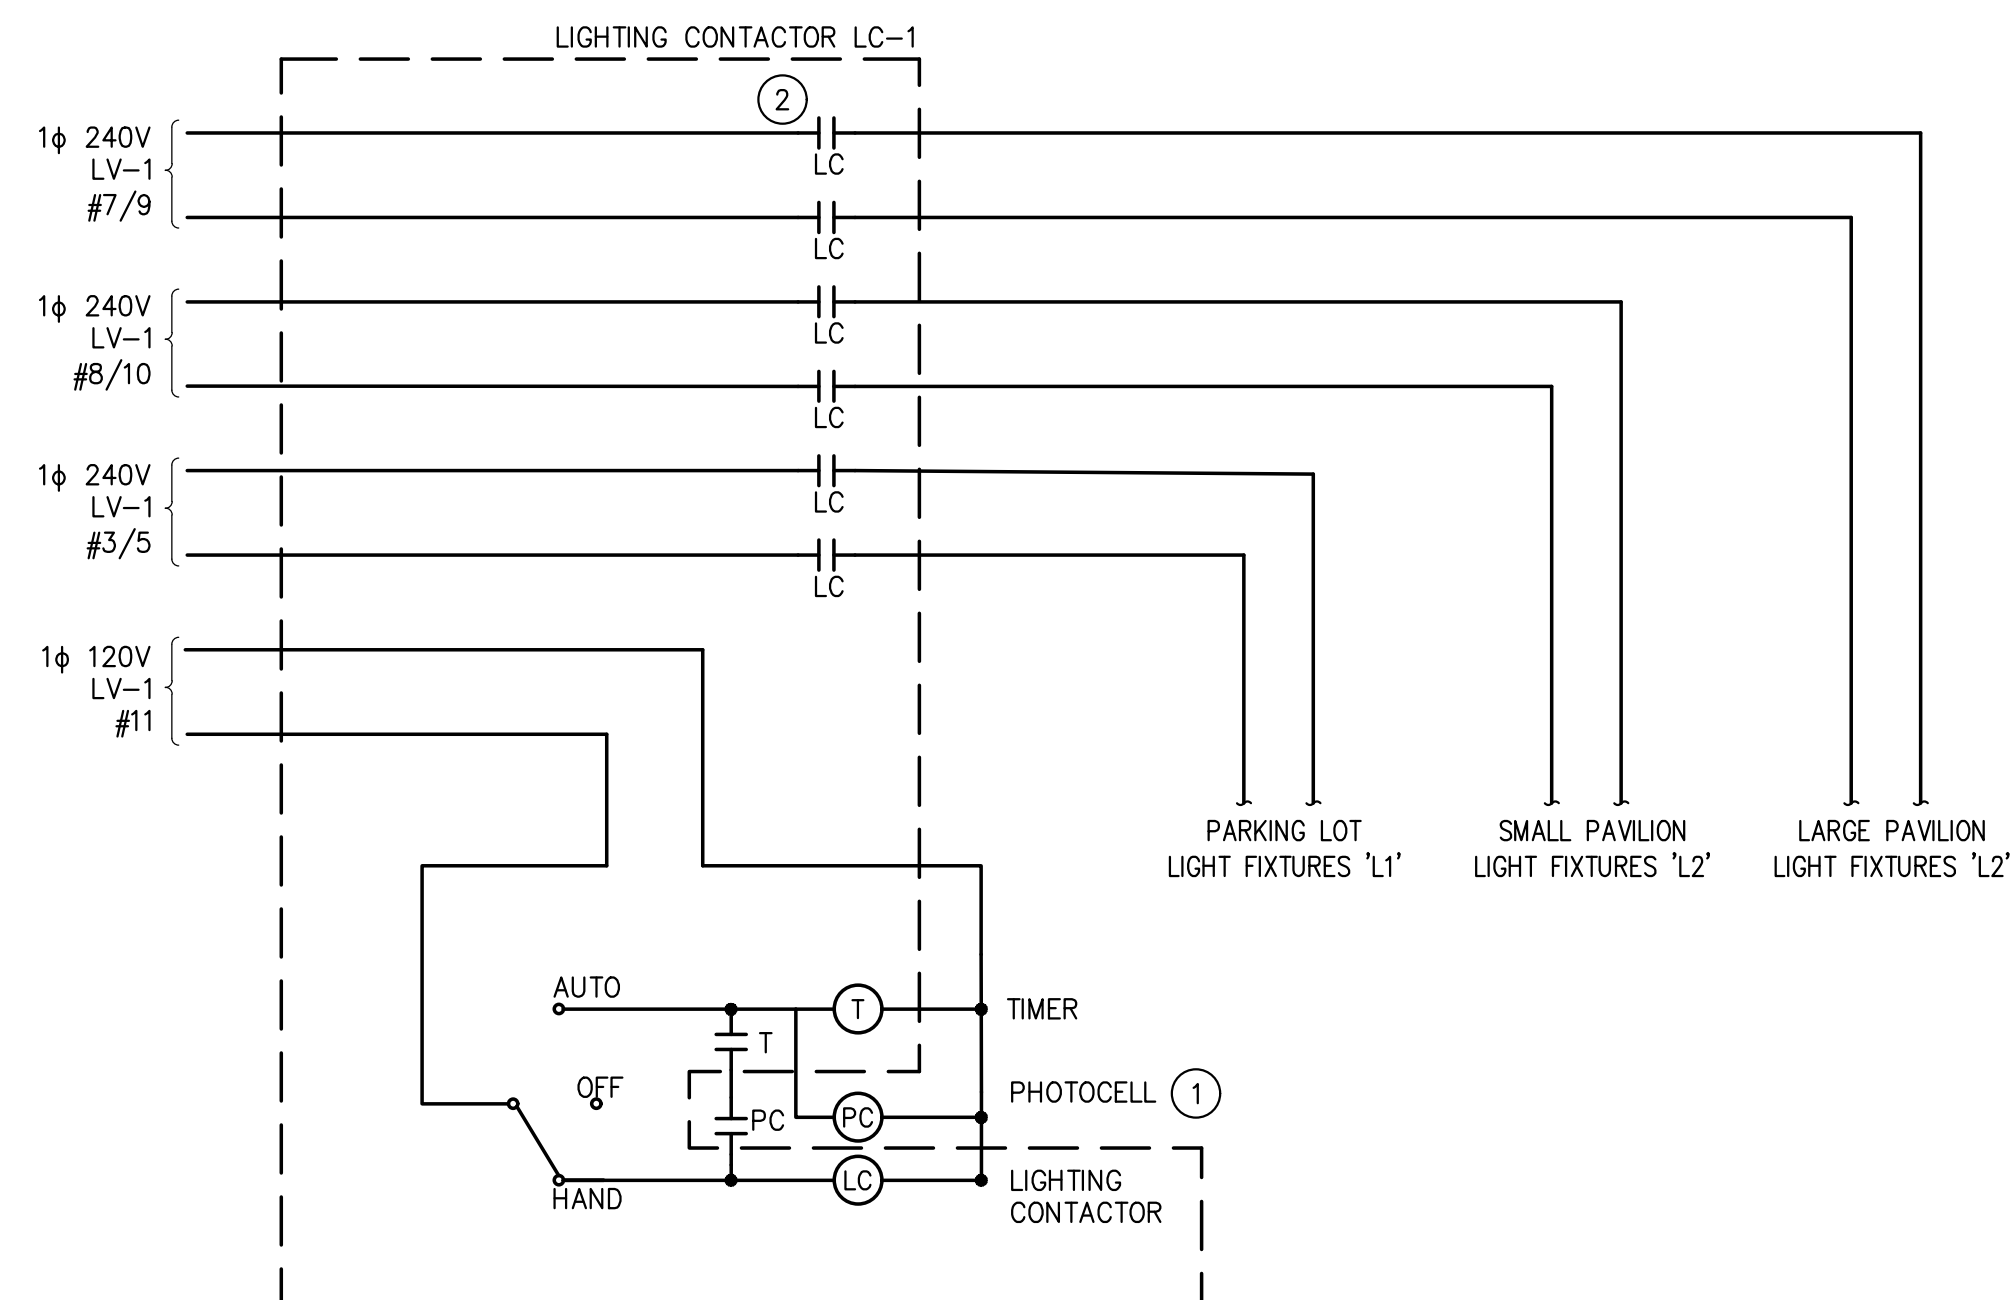 LIGHTING CONTACTOR LC-1
2
1ϕ 240V
LV-1
#7/9
LC
LC
1ϕ 240V
LV-1
#8/10
LC
LC
1ϕ 240V
LV-1
#3/5
LC
LC
1ϕ 120V
LV-1
#11
PARKING LOT
LIGHT FIXTURES 'L1'
SMALL PAVILION
LIGHT FIXTURES 'L2'
LARGE PAVILION
LIGHT FIXTURES 'L2'
AUTO
T
TIMER
T
OFF
PHOTOCELL 1
PC
PC
HAND
LC
LIGHTING
CONTACTOR